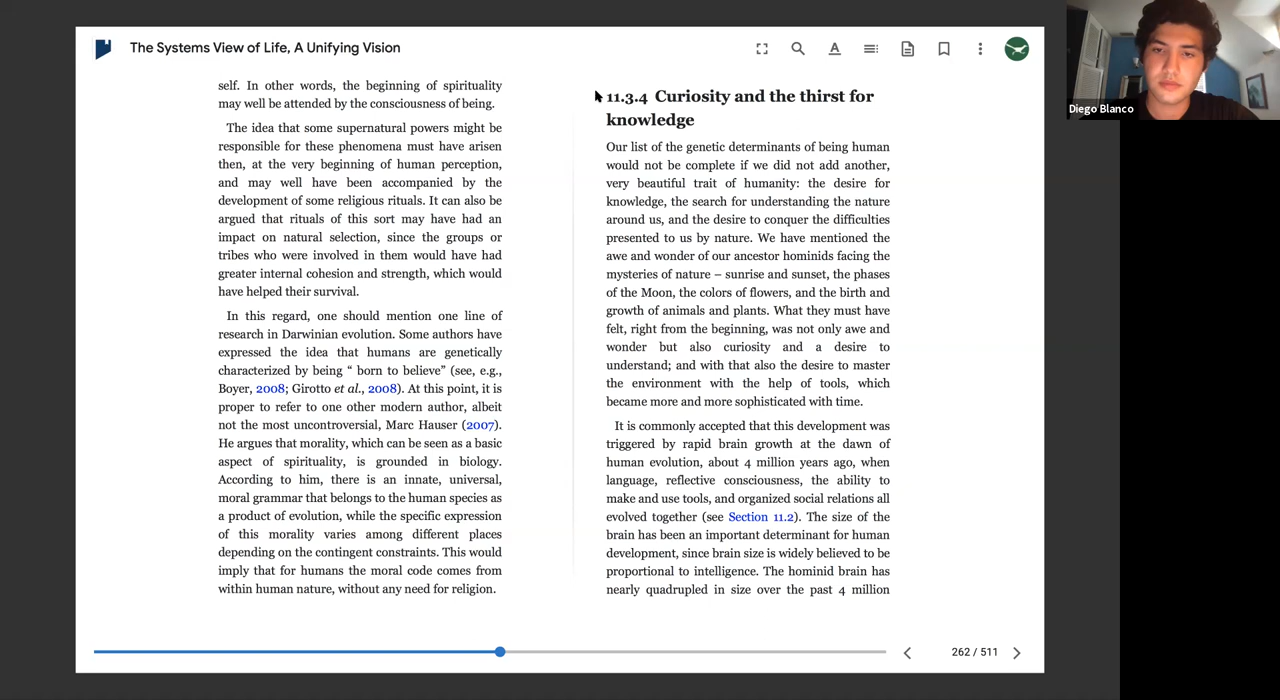 The Systems View of Life, A Unifying Vision
self. In other words, the beginning of spirituality
may well be attended by the consciousness of being.
The idea that some supernatural powers might be
responsible for these phenomena must have arisen
then, at the very beginning of human perception,
and may well have been accompanied by the
development of some religious rituals. It can also be
argued that rituals of this sort may have had an
impact on natural selection, since the groups or
tribes who were involved in them would have had
greater internal cohesion and strength, which would
have helped their survival.
In this regard, one should mention one line of
research in Darwinian evolution. Some authors have
expressed the idea that humans are genetically
characterized by being “ born to believe” (see, e.g.,
Boyer, 2008; Girotto et al., 2008). At this point, it is
proper to refer to one other modern author, albeit
not the most uncontroversial, Marc Hauser (2007).
He argues that morality, which can be seen as a basic
aspect of spirituality, is grounded in biology.
According to him, there is an innate, universal,
moral grammar that belongs to the human species as
a product of evolution, while the specific expression
of this morality varies among different places
depending on the contingent constraints. This would
imply that for humans the moral code comes from
within human nature, without any need for religion.
11.3.4 Curiosity and the thirst for
knowledge
Our list of the genetic determinants of being human
would not be complete if we did not add another,
very beautiful trait of humanity: the desire for
knowledge, the search for understanding the nature
around us, and the desire to conquer the difficulties
presented to us by nature. We have mentioned the
awe and wonder of our ancestor hominids facing the
mysteries of nature – sunrise and sunset, the phases
of the Moon, the colors of flowers, and the birth and
growth of animals and plants. What they must have
felt, right from the beginning, was not only awe and
wonder but also curiosity and a desire to
understand; and with that also the desire to master
the environment with the help of tools, which
became more and more sophisticated with time.
It is commonly accepted that this development was
triggered by rapid brain growth at the dawn of
human evolution, about 4 million years ago, when
language, reflective consciousness, the ability to
make and use tools, and organized social relations all
evolved together (see Section 11.2). The size of the
brain has been an important determinant for human
development, since brain size is widely believed to be
proportional to intelligence. The hominid brain has
nearly quadrupled in size over the past 4 million
262 / 511
Diego Blanco